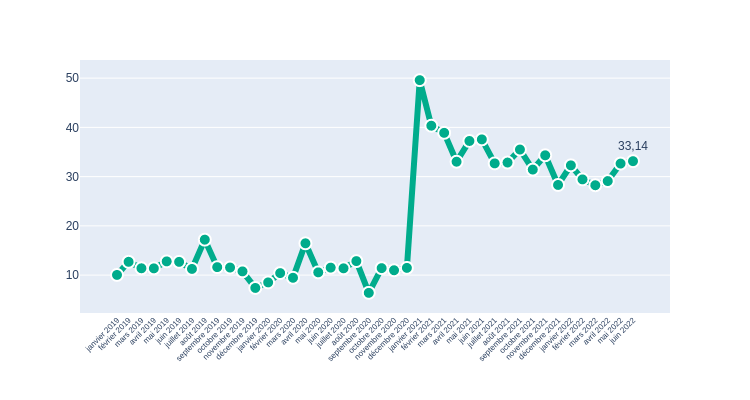 50
40
30
20
10
33,14
janvier 2019
février 2019
mars 2019
avril 2019
mai 2019
juin 2019
juillet 2019
août 2019
septembre 2019
octobre 2019
novembre 2019
décembre 2019
janvier 2020
février 2020
mars 2020
avril 2020
mai 2020
juin 2020
juillet 2020
août 2020
septembre 2020
octobre 2020
novembre 2020
décembre 2020
janvier 2021
février 2021
mars 2021
avril 2021
mai 2021
juin 2021
juillet 2021
août 2021
septembre 2021
octobre 2021
novembre 2021
décembre 2021
janvier 2022
février 2022
mars 2022
avril 2022
mai 2022
juin 2022